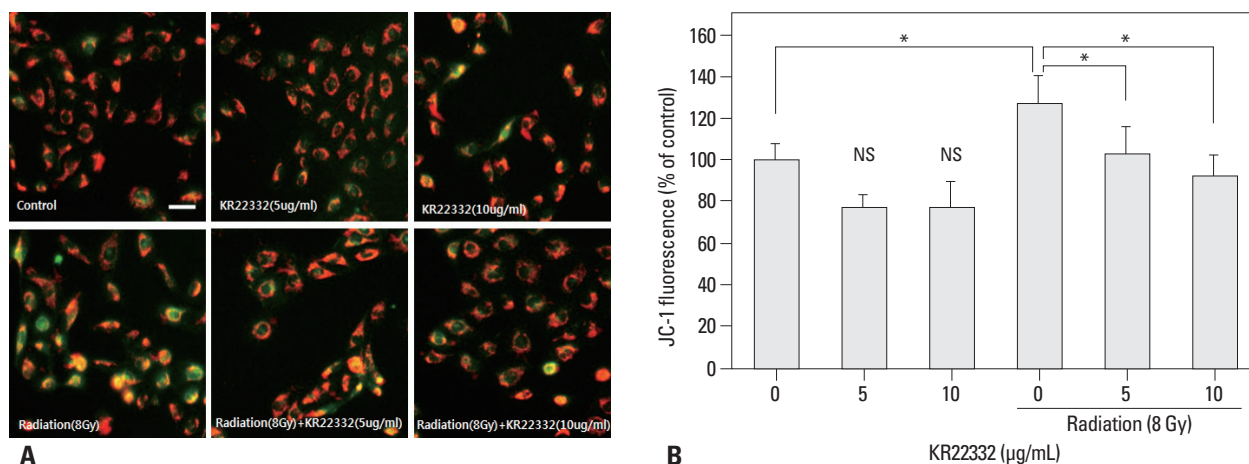 Control
KR22332(5ug/ml)
KR22332(10ug/ml)
Radiation(8Gy)
Radiation(8Gy)+KR22332(5ug/ml)
Radiation(8Gy)+KR22332(10ug/ml)
A
JC-1 fluorescence (% of control)
160
140
120
100
80
60
40
20
0
*
*
*
NS
NS
0
5
10
0
5
10
Radiation (8 Gy)
KR22332 (µg/mL)
B